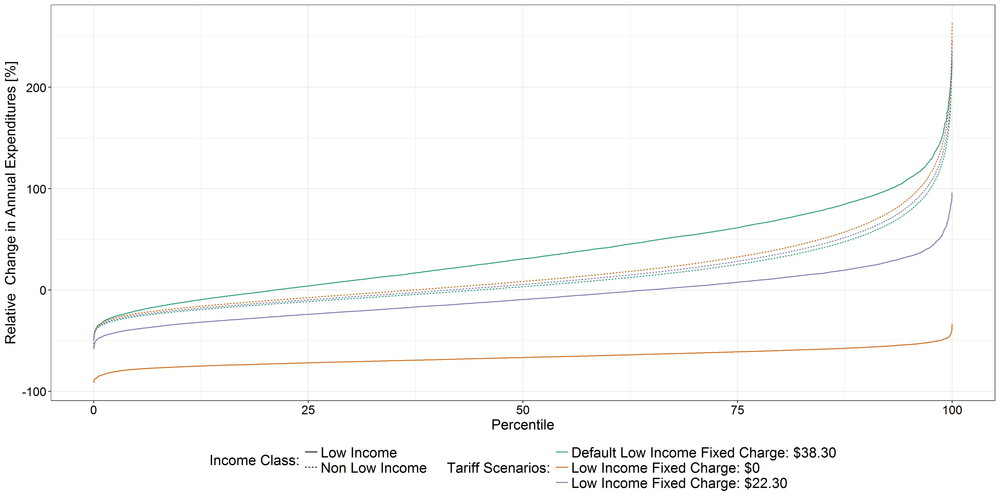 Relative  Change in Annual Expenditures [%]
200
100
0
-100
0 25 50 75 100
Percentile
Income Class:
Low Income
Non Low Income
Tariff Scenarios:
Default Low Income Fixed Charge: $38.30
Low Income Fixed Charge: $0
Low Income Fixed Charge: $22.30